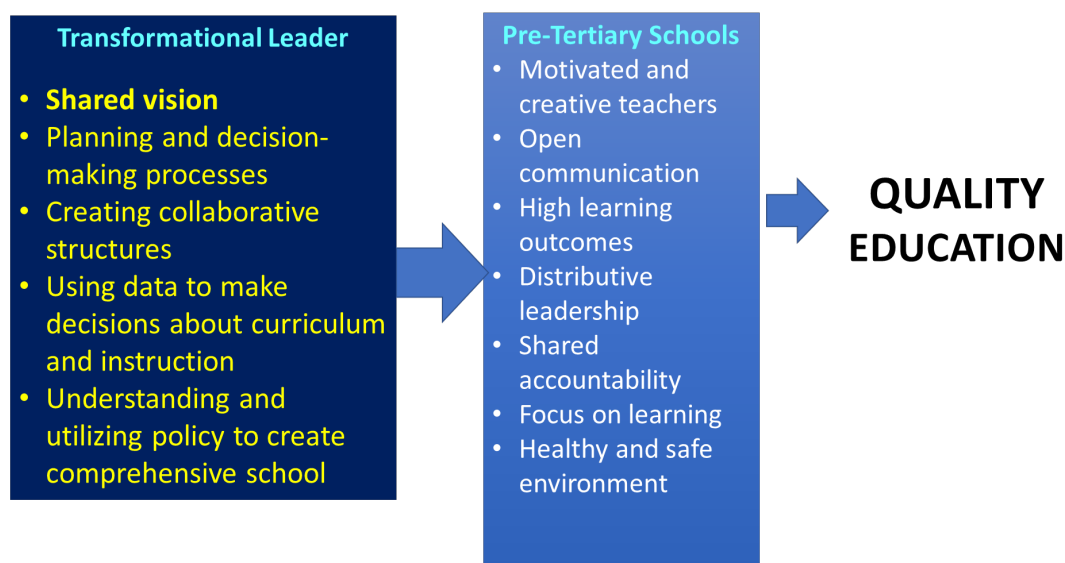 Transformational Leader
• Shared vision
• Planning and decision-
making processes
• Creating collaborative
structures
• Using data to make
decisions about curriculum
and instruction
• Understanding and
utilizing policy to create
comprehensive school
Pre-Tertiary Schools
• Motivated and
creative teachers
• Open
communication
• High learning
outcomes
• Distributive
leadership
• Shared
accountability
• Focus on learning
• Healthy and safe
environment
QUALITY
EDUCATION